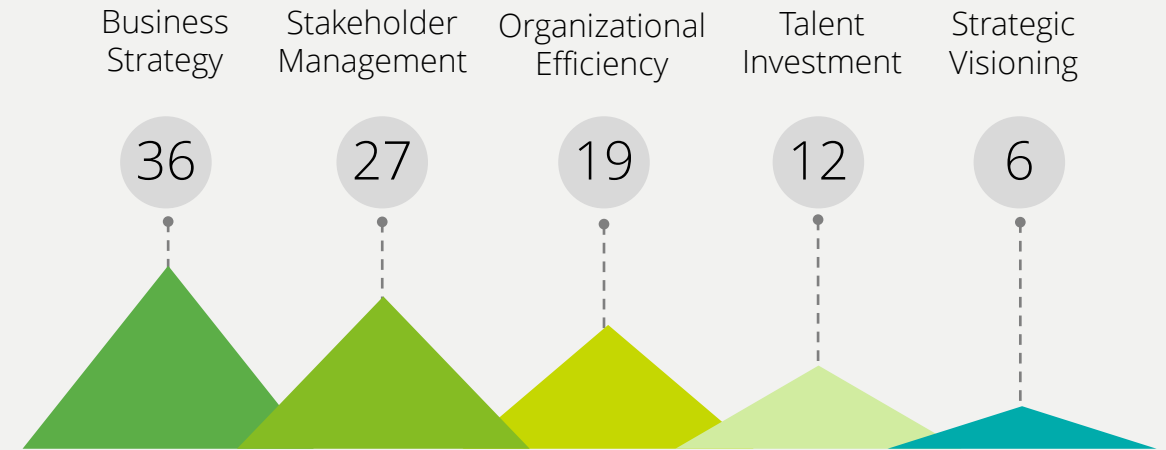 Business
Strategy
Stakeholder
Management
Organizational
Efficiency
Talent
Investment
Strategic
Visioning
36
27
19
12
6